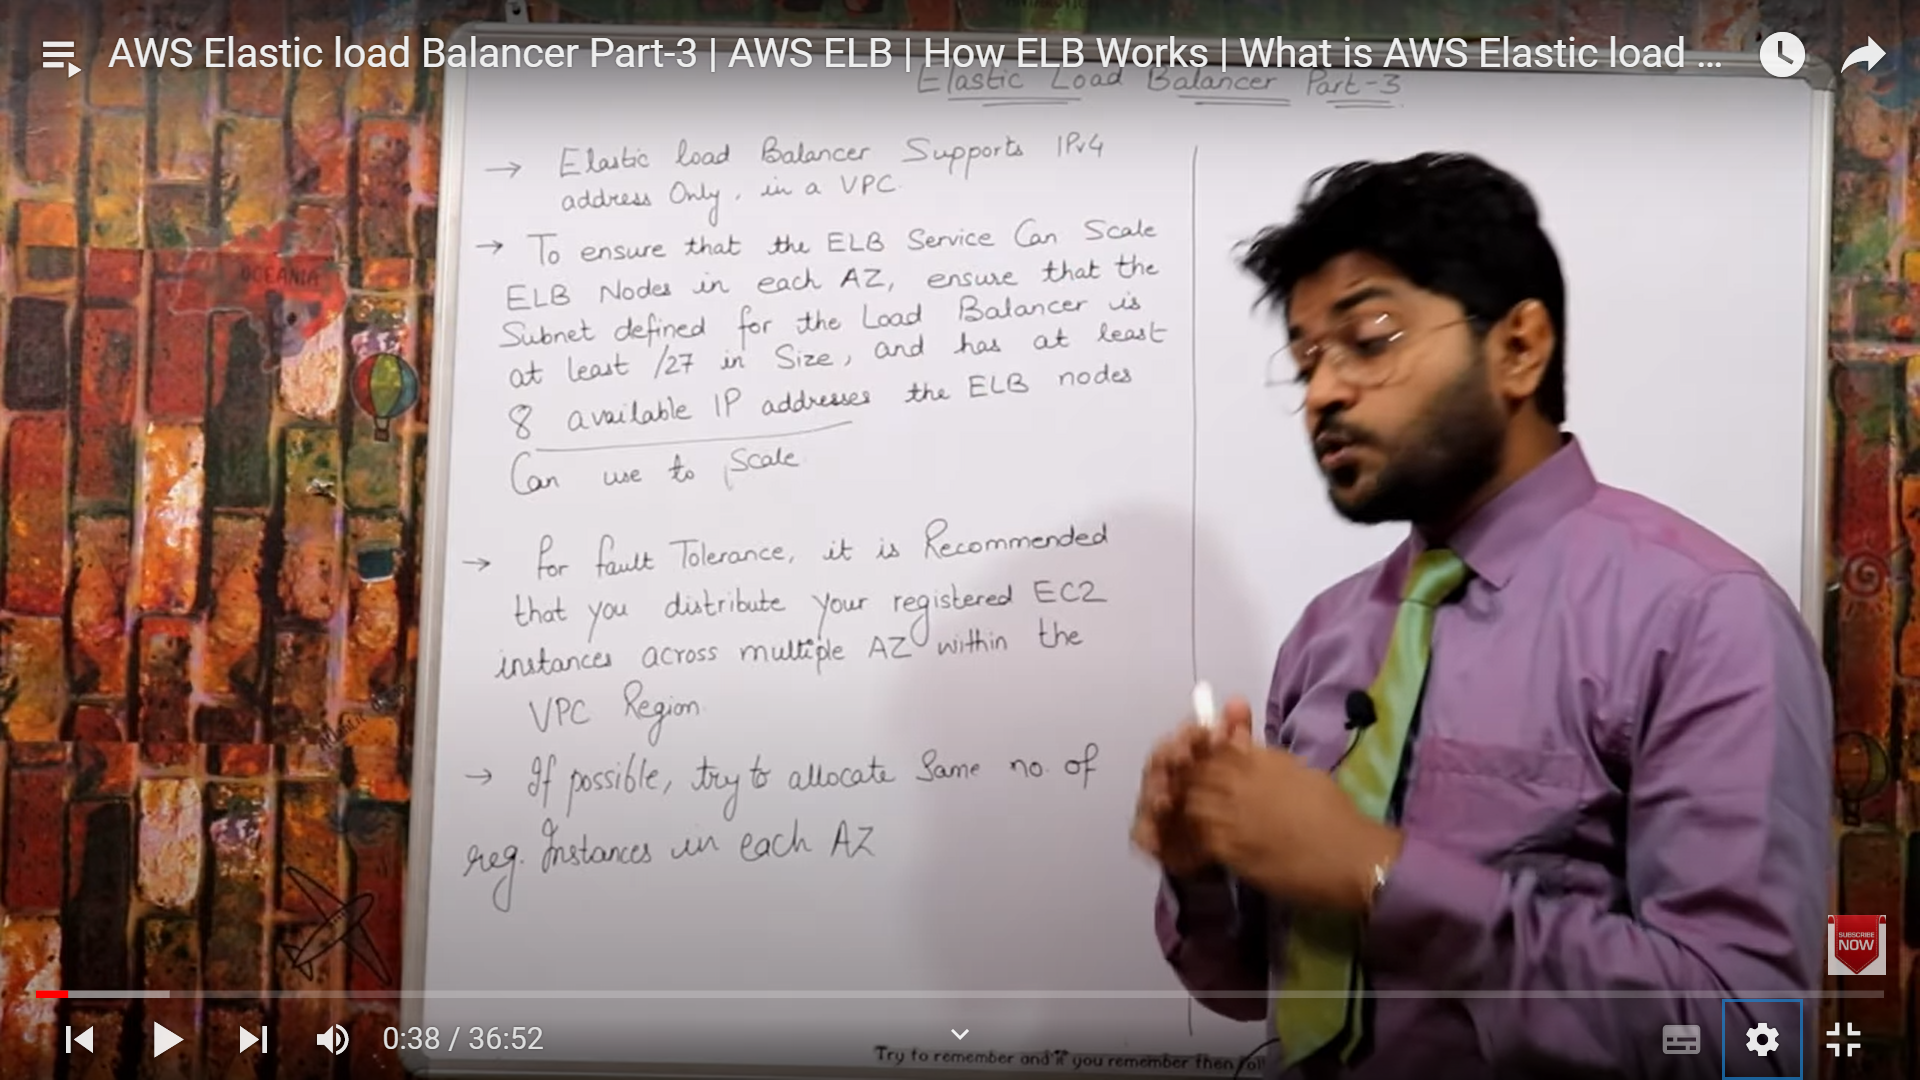 AWS Elastic load Balancer Part-3 | AWS ELB | How ELB Works | What is AWS Elastic load ...
Elastic Load Balancer Part-3
→ Elastic load Balancer Supports IPv4
address Only, in a VPC.
→ To ensure that the ELB Service Can Scale
ELB Nodes in each AZ, ensure that the
Subnet defined for the Load Balancer is
at least /27 in Size, and has at least
8 available IP addresses the ELB nodes
Can use to Scale
→ For fault Tolerance, it is Recommended
that you distribute your registered EC2
instances across multiple AZ within the
VPC Region
→ If possible, try to allocate Same no. of
reg. Instances in each AZ
OCEANIA
SUBSCRIBE
NOW
0:38 / 36:52
Try to remember and if you remember then